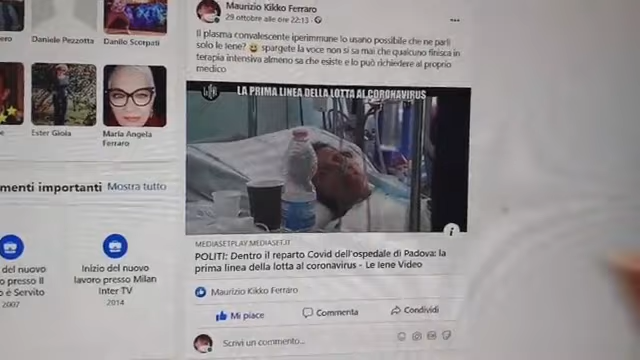 Maurizio Kikko Ferraro
29 ottobre alle ore 22:13
Il plasma convalescente iperimmune lo usano possibile che ne parli
solo le Iene? spargete la voce non si sa mai che qualcuno finisca in
terapia intensiva almeno sa che esiste e lo può richiedere al proprio
medico
LA PRIMA LINEA DELLA LOTTA AL CORONAVIRUS
MEDIASETPLAY.MEDIASET.IT
POLITI: Dentro il reparto Covid dell'ospedale di Padova: la
prima linea della lotta al coronavirus - Le Iene Video
Maurizio Kikko Ferraro
Mi piace
Commenta
Condividi
Scrivi un commento...
Daniele Pezzotta
Danilo Scorpati
Ester Gioia
Maria Angela
Ferraro
menti importanti Mostra tutto
del nuovo
presso Il
è Servito
2007
Inizio del nuovo
lavoro presso Milan
Inter TV
2014